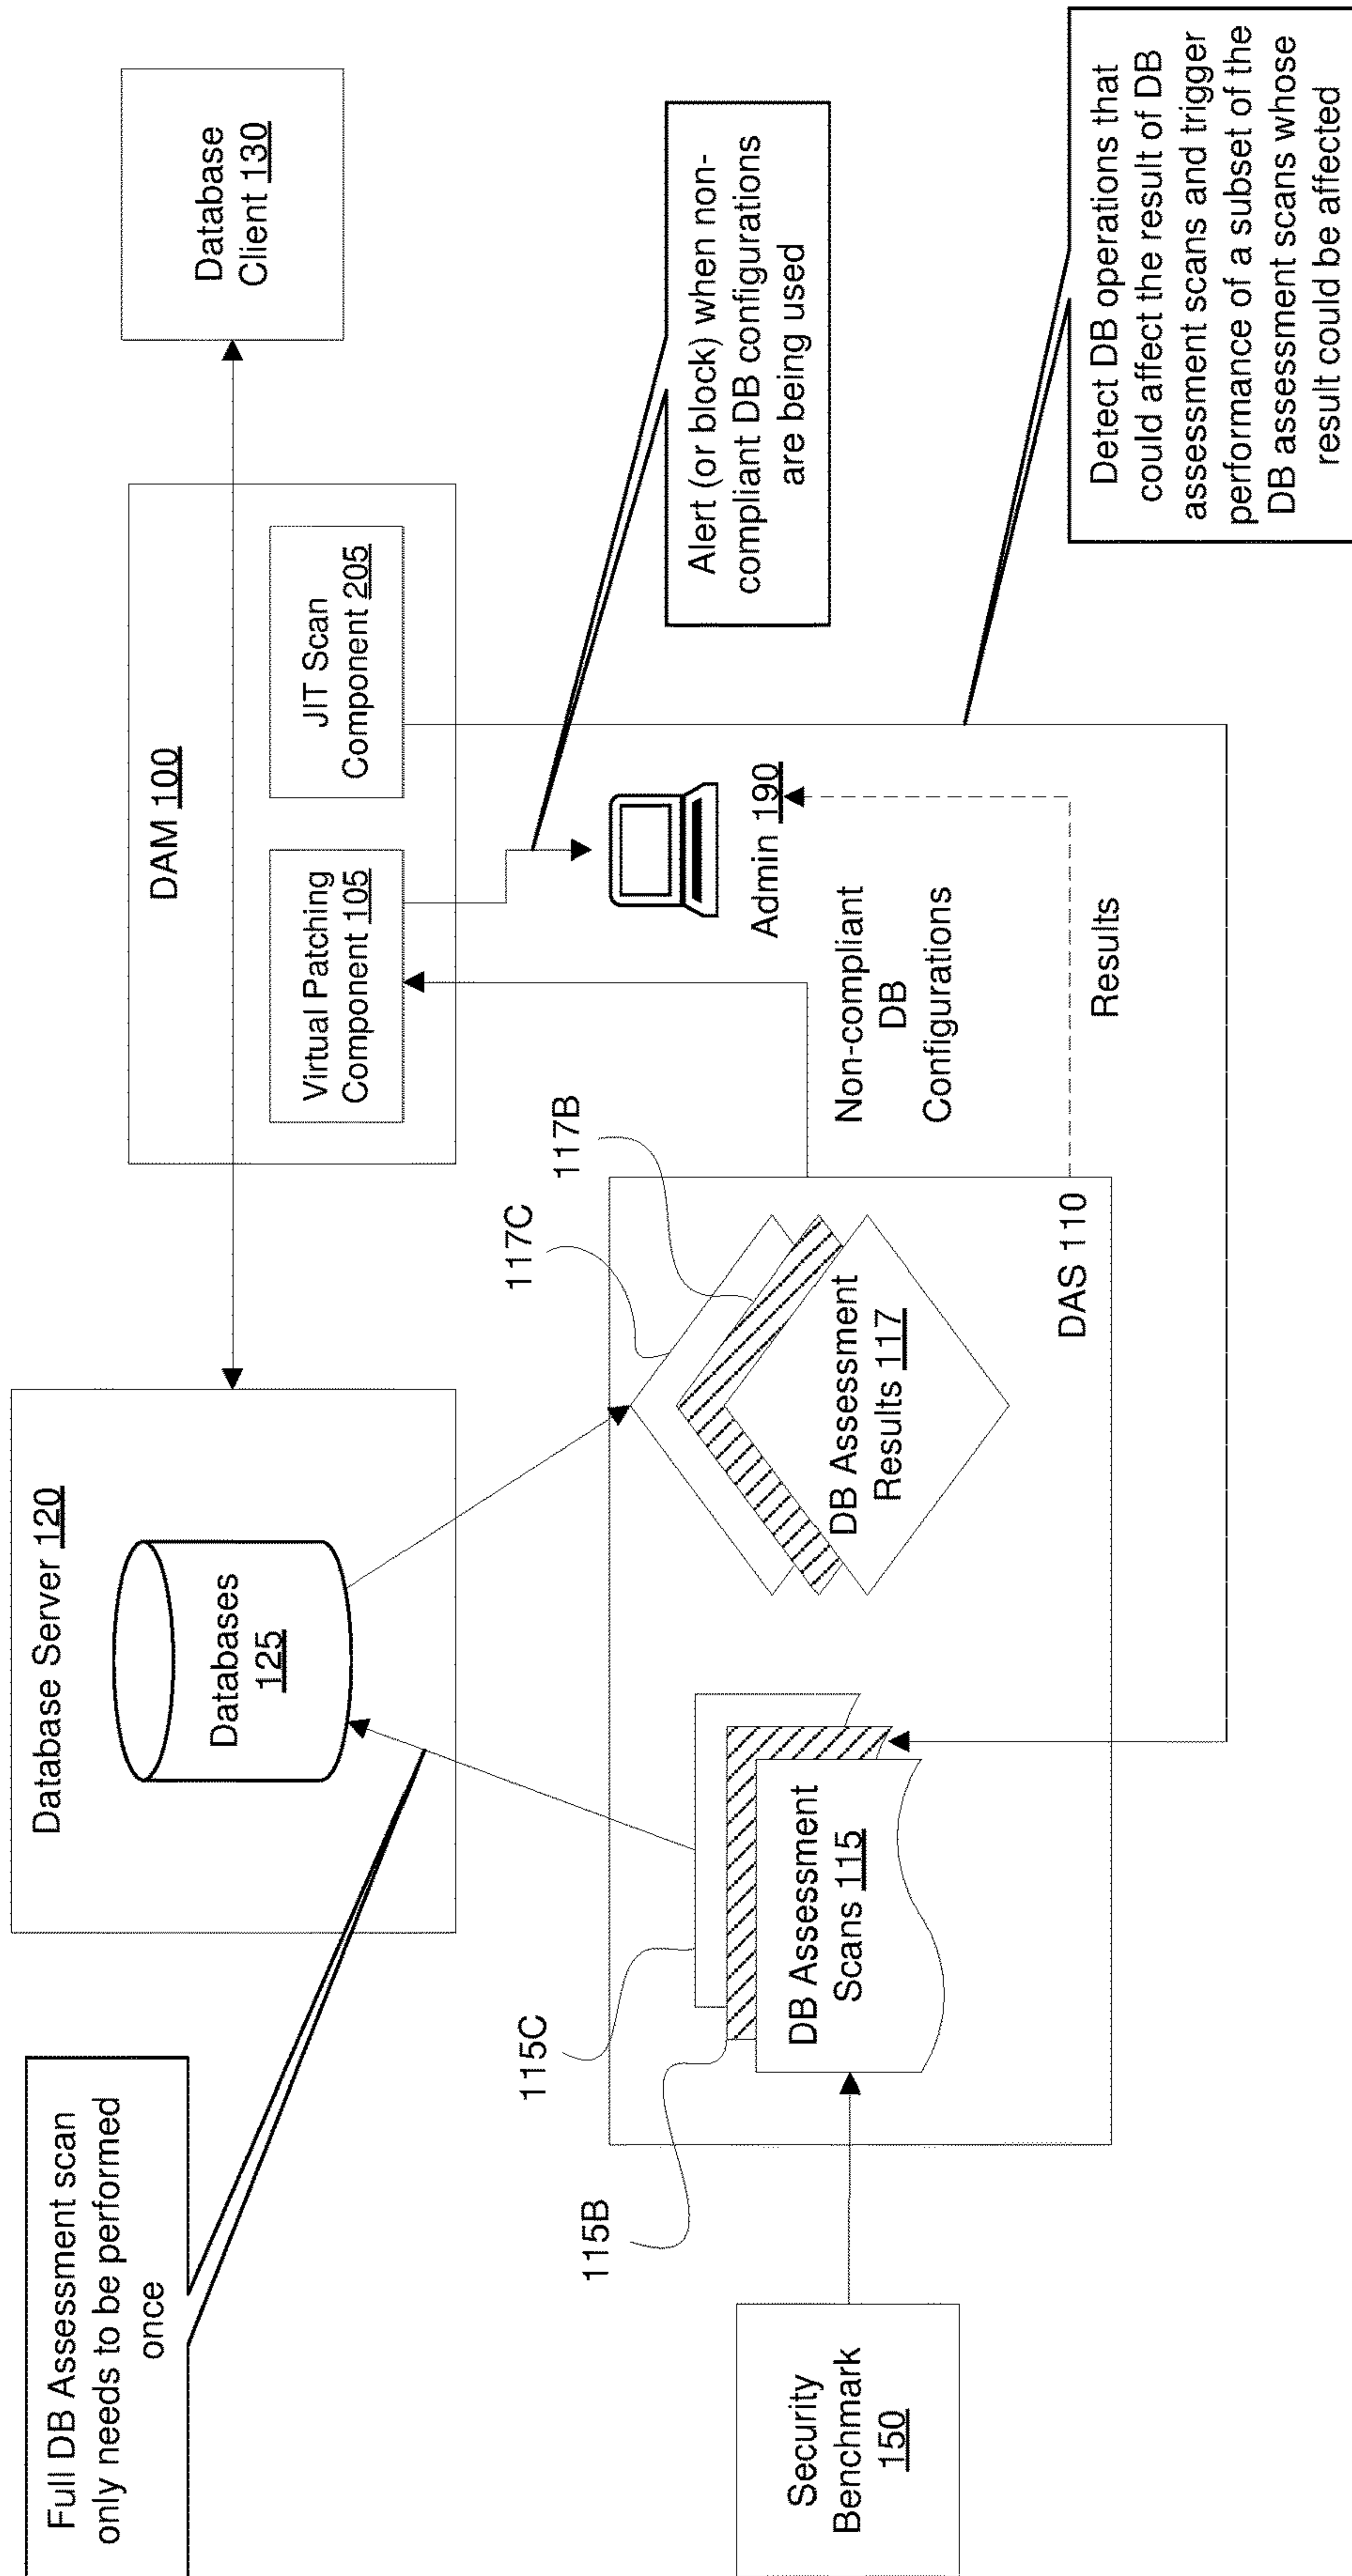 Full DB Assessment scan
only needs to be performed
once
Database Server 120
Databases
125
DAM 100
Virtual Patching
Component 105
JIT Scan
Component 205
Database
Client 130
Alert (or block) when non-
compliant DB configurations
are being used
Admin 190
Non-compliant
DB
Configurations
Results
Detect DB operations that
could affect the result of DB
assessment scans and trigger
performance of a subset of the
DB assessment scans whose
result could be affected
Security
Benchmark
150
115B
115C
DB Assessment
Scans 115
117C
117B
DB Assessment
Results 117
DAS 110